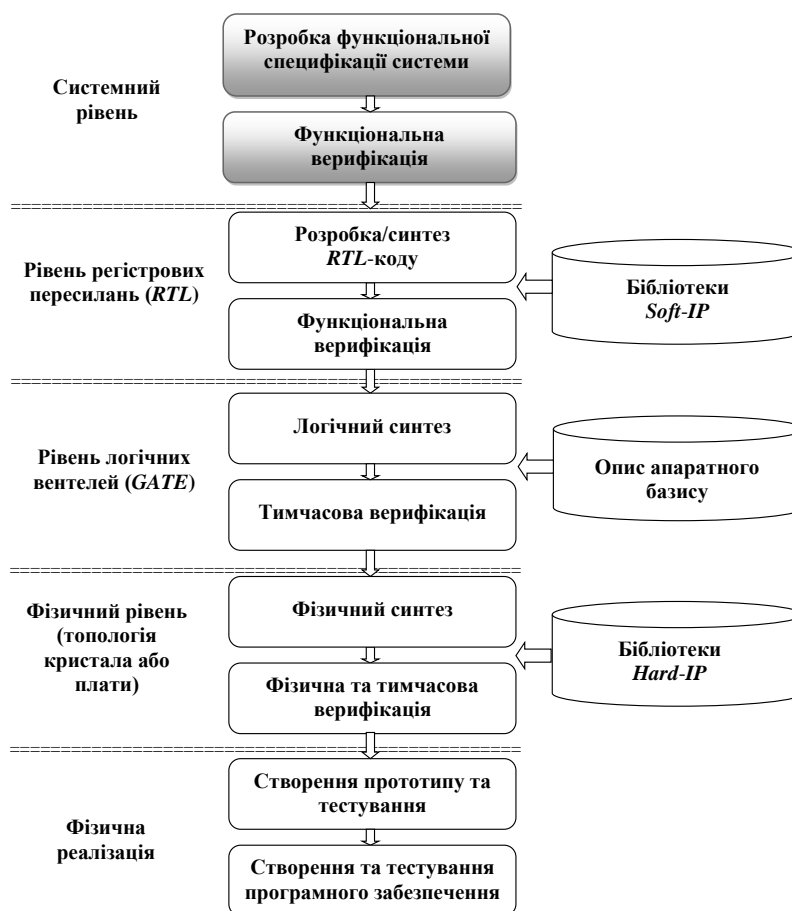 Розробка функціональної
специфікації системи
Системний
рівень
Функціональна
верифікація
Розробка/синтез
RTL-коду
Рівень регістрових
пересилань (RTL)
Бібліотеки
Soft-IP
Функціональна
верифікація
Логічний синтез
Рівень логічних
вентелей (GATE)
Опис апаратного
базису
Тимчасова верифікація
Фізичний синтез
Фізичний рівень
(топологія
кристала або
плати)
Бібліотеки
Hard-IP
Фізична та тимчасова
верифікація
Створення прототипу та
тестування
Фізична
реалізація
Створення та тестування
програмного забезпечення